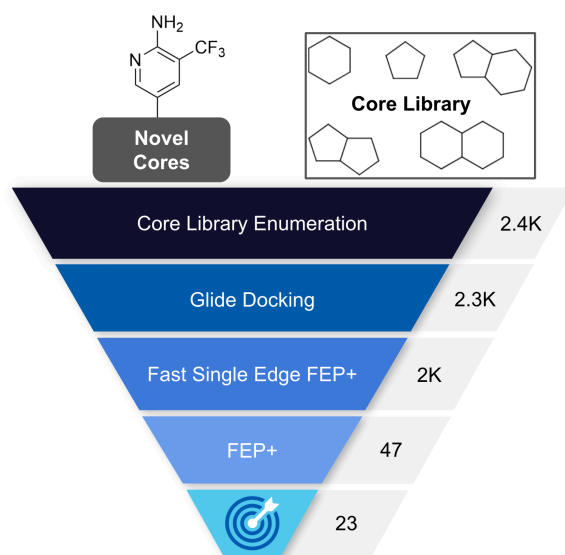 NH₂
N
CF₃
Novel
Cores
Core Library
Core Library Enumeration
2.4K
Glide Docking
2.3K
Fast Single Edge FEP+
2K
FEP+
47
23